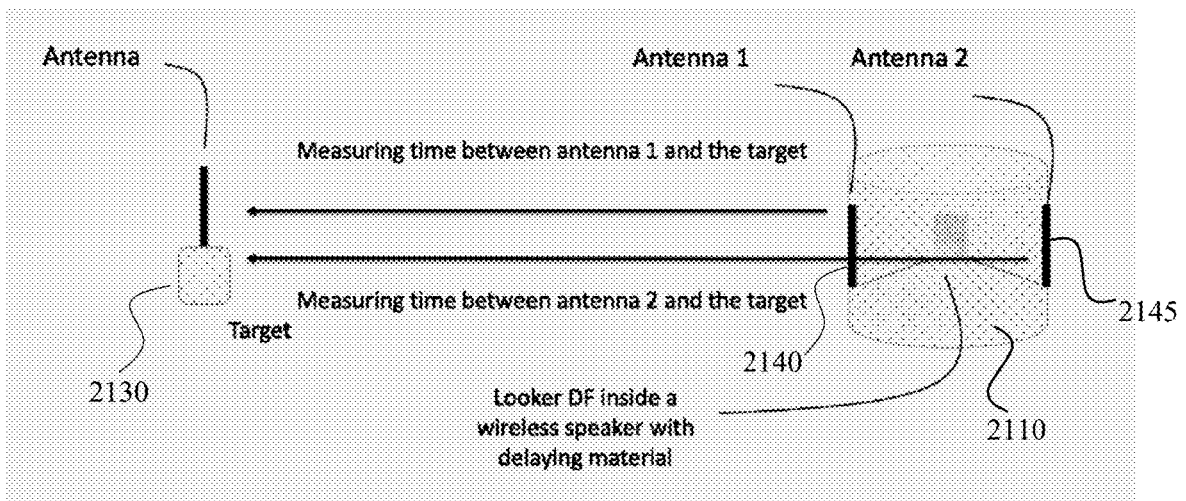 Antenna
Antenna 1
Antenna 2
Measuring time between antenna 1 and the target
Measuring time between antenna 2 and the target
Target
2130
2140
2145
2110
Looker DF inside a
wireless speaker with
delaying material